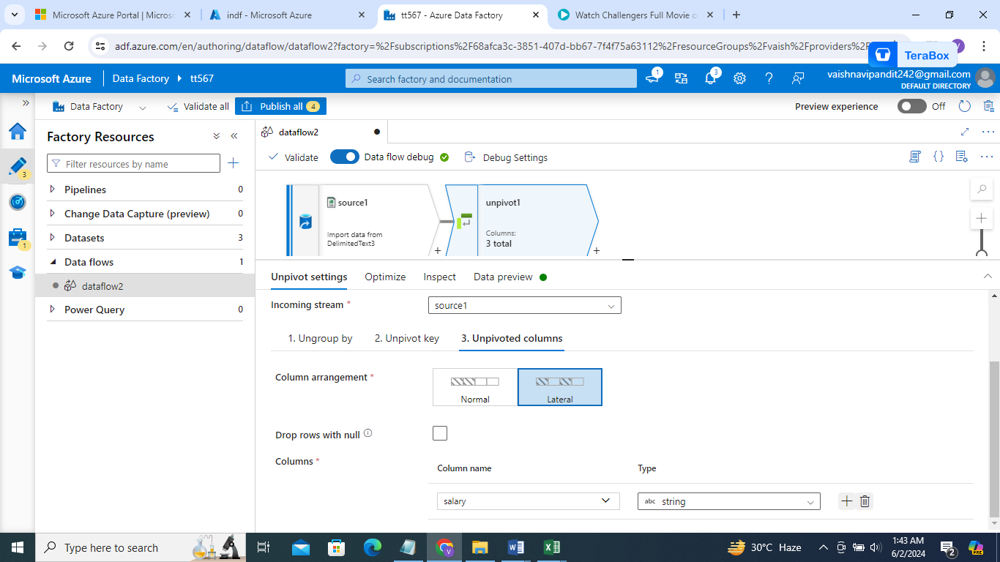 Microsoft Azure Portal | Micros
indf - Microsoft Azure
tt567 - Azure Data Factory
Watch Challengers Full Movie o
adf.azure.com/en/authoring/dataflow/dataflow2?factory=%2Fsubscriptions%2F68afca3c-3851-407d-bb67-7f4f75a63112%2FresourceGroups%2Fvaish%2Fproviders%2F
TeraBox
Microsoft Azure
Data Factory
tt567
Search factory and documentation
1
3
vaishnavipandit242@gmail.com
DEFAULT DIRECTORY
Data Factory
Validate all
Publish all 4
Preview experience
Off
Factory Resources
dataflow2
Filter resources by name
Validate
Data flow debug
Debug Settings
3
Pipelines 0
Change Data Capture (preview) 0
Datasets 3
Data flows 1
dataflow2
Power Query 0
1
source1
Import data from
DelimitedText3
+
unpivot1
Columns:
3 total
+
Unpivot settings
Optimize
Inspect
Data preview
Incoming stream *
source1
1. Ungroup by
2. Unpivot key
3. Unpivoted columns
Column arrangement *
Normal
Lateral
Drop rows with null
Columns *
Column name
Type
salary
abc string
Type here to search
30°C Haze
1:43 AM
6/2/2024
2
PRE